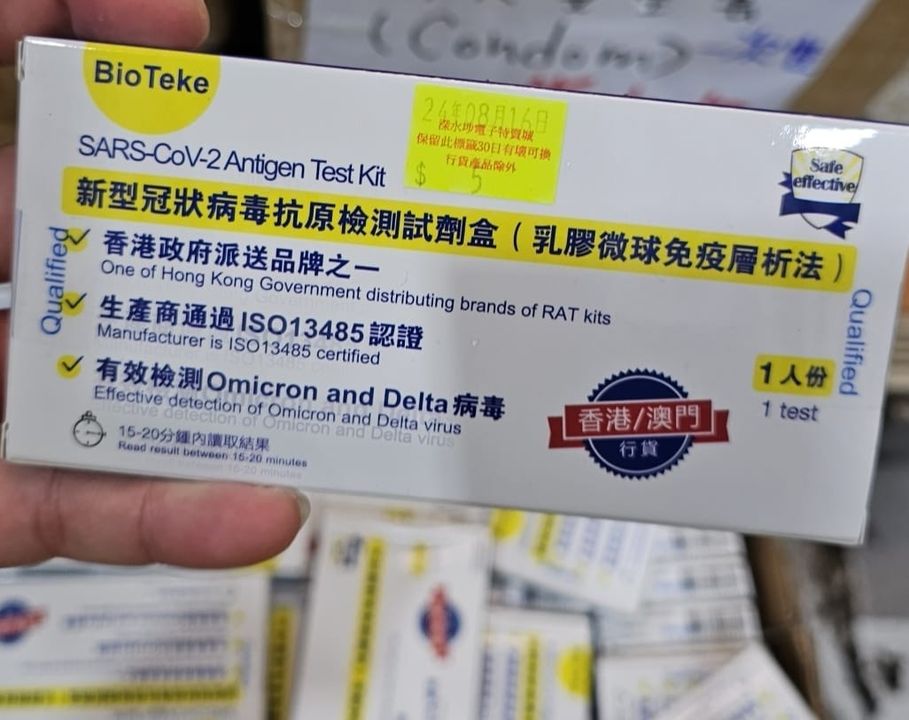 (Condom)
BioTeke
24年08月16日
深水埗電子特賣城
保留此標籤30日有壞可換
行貨產品除外
$ 5
SARS-CoV-2 Antigen Test Kit
Safe
effective
新型冠狀病毒抗原檢測試劑盒(乳膠微球免疫層析法)
Qualified
香港政府派送品牌之一
One of Hong Kong Government distributing brands of RAT kits
生產商通過ISO13485認證
Manufacturer is ISO13485 certified
有效檢測Omicron and Delta病毒
Effective detection of Omicron and Delta virus
15-20分鐘內讀取結果
Read result between 15-20 minutes
香港/澳門
行貨
1人份
1 test
Qualified